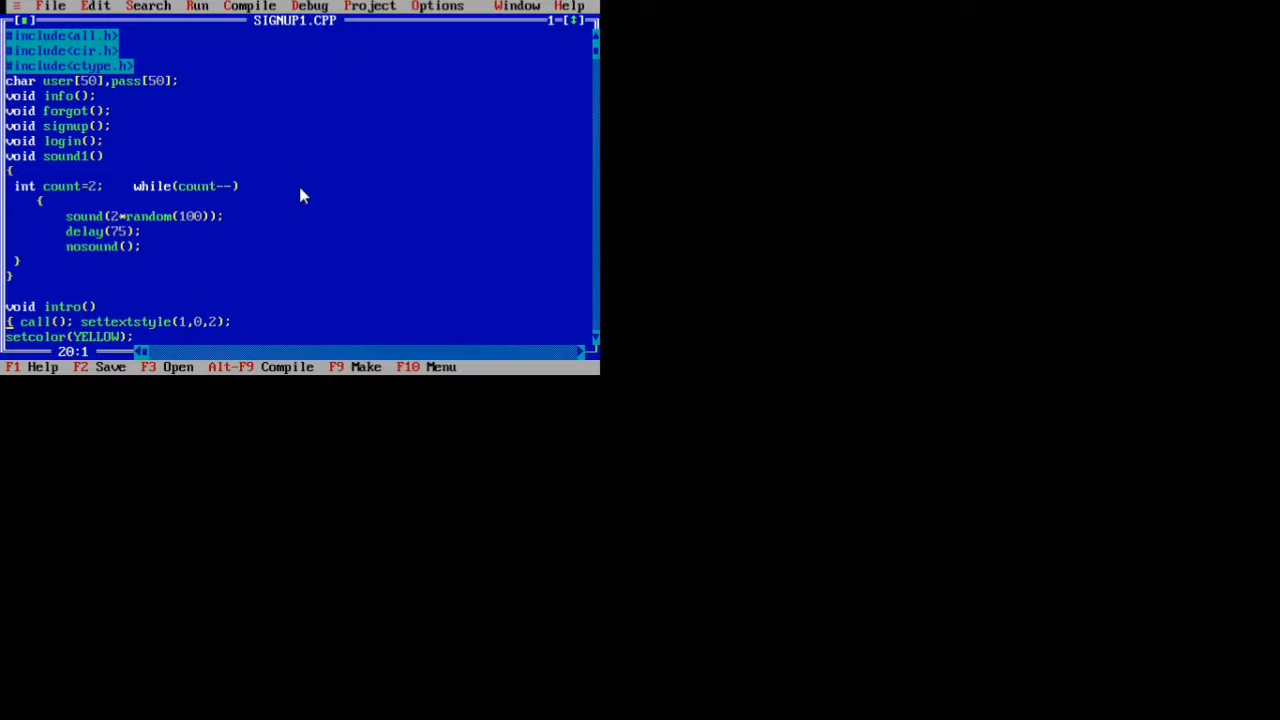 ≡ File Edit Search Run Compile Debug Project Options Window Help
[■] SIGNUP1.CPP 1=[↕]
#include<all.h>
#include<cir.h>
#include<ctype.h>
char user[50],pass[50];
void info();
void forgot();
void signup();
void login();
void sound1()
{
int count=2; while(count--)
{
sound(2*random(100));
delay(75);
nosound();
}
}
void intro()
{ call(); settextstyle(1,0,2);
setcolor(YELLOW);
20:1
F1 Help F2 Save F3 Open Alt-F9 Compile F9 Make F10 Menu